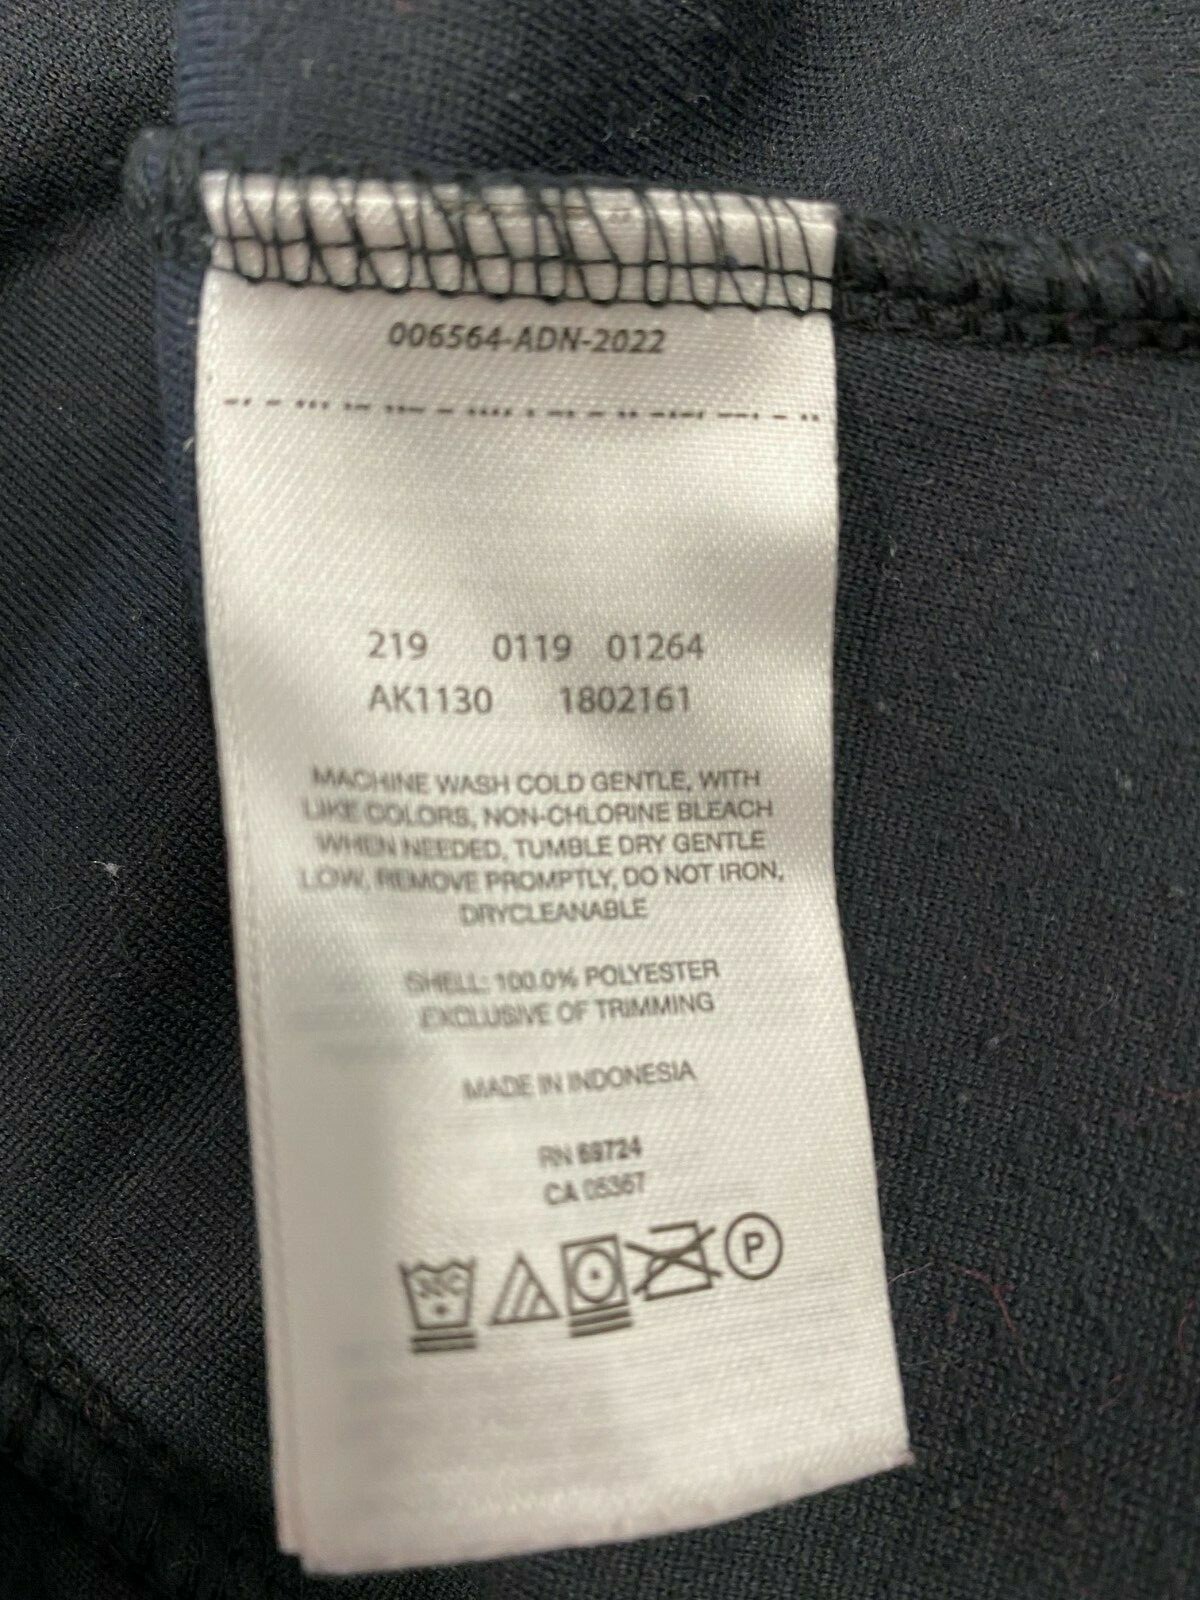 006564-ADN-2022
219 0119 01264
AK1130 1802161
MACHINE WASH COLD GENTLE, WITH
LIKE COLORS, NON-CHLORINE BLEACH
WHEN NEEDED, TUMBLE DRY GENTLE
LOW, REMOVE PROMPTLY, DO NOT IRON,
DRYCLEANABLE
SHELL: 100.0% POLYESTER
EXCLUSIVE OF TRIMMING
MADE IN INDONESIA
RN 69724
CA 05367
P